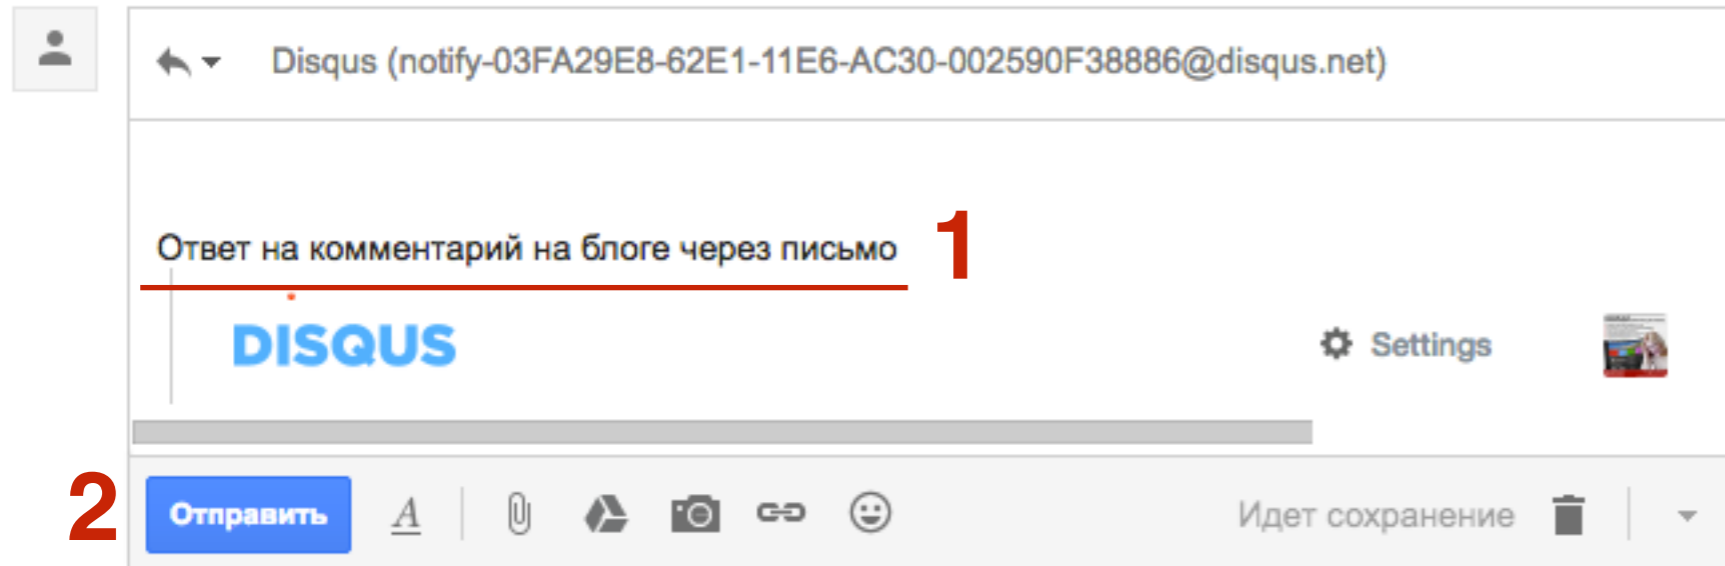 Disqus (notify-03FA29E8-62E1-11E6-AC30-002590F38886@disqus.net)
Ответ на комментарий на блоге через письмо 1
DISQUS Settings
2 Отправить A Идет сохранение